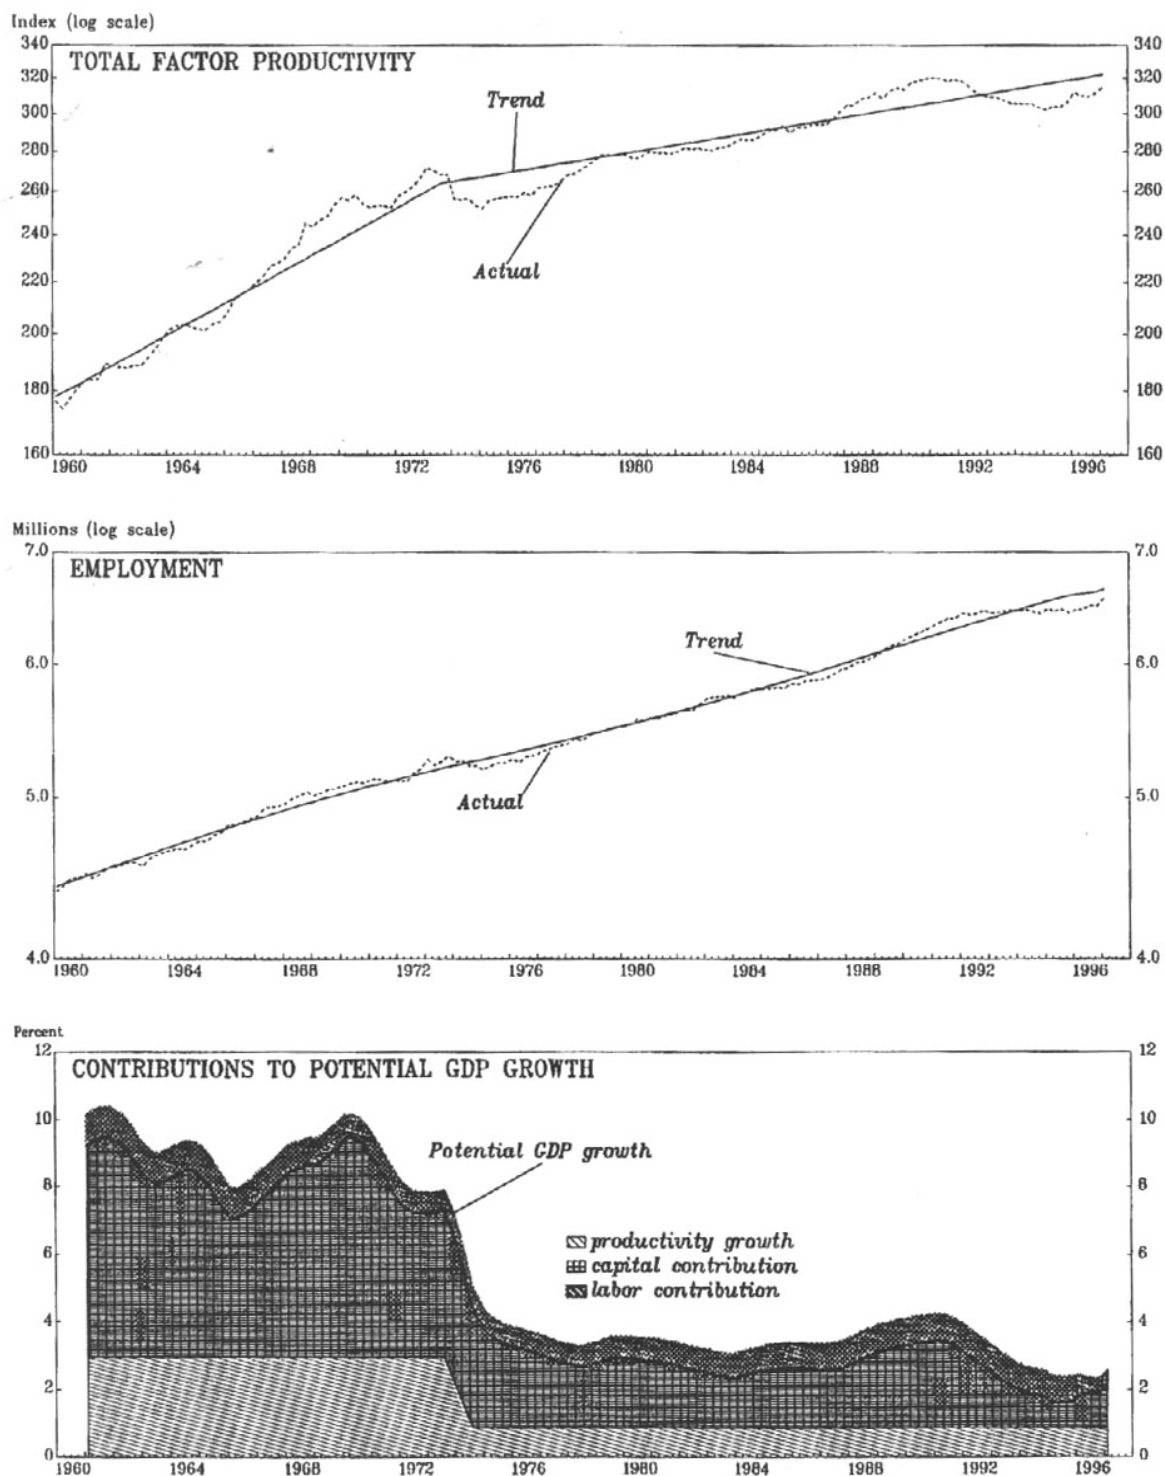 Index (log scale)
TOTAL FACTOR PRODUCTIVITY
340 340
320 320
300 300
280 280
260 260
240 240
220 220
200 200
180 180
160 160
Trend
Actual
1960 1964 1968 1972 1976 1980 1984 1988 1992 1996
Millions (log scale)
EMPLOYMENT
7.0 7.0
6.0 6.0
5.0 5.0
4.0 4.0
Trend
Actual
1960 1964 1968 1972 1976 1980 1984 1988 1992 1996
Percent
CONTRIBUTIONS TO POTENTIAL GDP GROWTH
12 12
10 10
8 8
6 6
4 4
2 2
0 0
Potential GDP growth
productivity growth
capital contribution
labor contribution
1960 1964 1968 1972 1976 1980 1984 1988 1992 1996